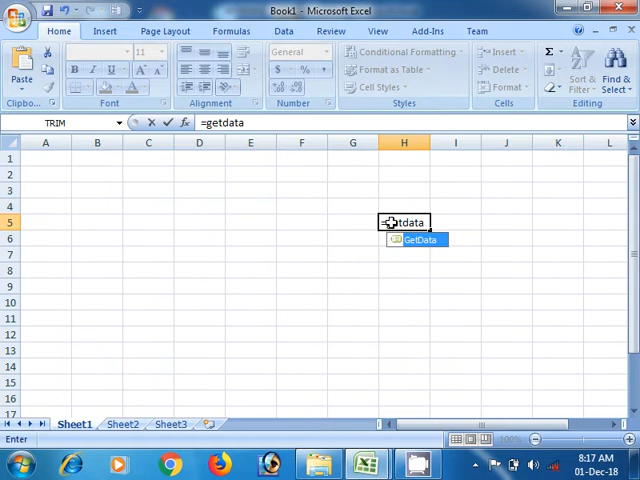 Book1 - Microsoft Excel
Home Insert Page Layout Formulas Data Review View Add-Ins Team
Paste
11
General
Conditional Formatting
Format as Table
Cell Styles
Insert
Delete
Format
Sort & Filter
Find & Select
Clipboard Font Alignment Number Styles Cells Editing
TRIM =getdata
A B C D E F G H I J K L
1
2
3
4
5
6
7
8
9
10
11
12
13
14
15
16
17
GetData
Sheet1 Sheet2 Sheet3
Enter 100%
8:17 AM
01-Dec-18